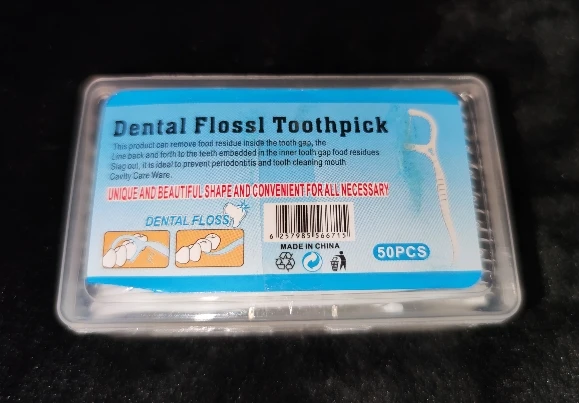 Dental Flossl Toothpick
This product can remove food residue inside the tooth gap, the
Line back and forth to the teeth embedded in the inner tooth gap food residues
Slag out, it is ideal to prevent periodontitis and tooth cleaning mouth
Cavity Care Ware.
UNIQUE AND BEAUTIFUL SHAPE AND CONVENIENT FOR ALL NECESSARY
DENTAL FLOSS
6 257985 566715
MADE IN CHINA
50PCS